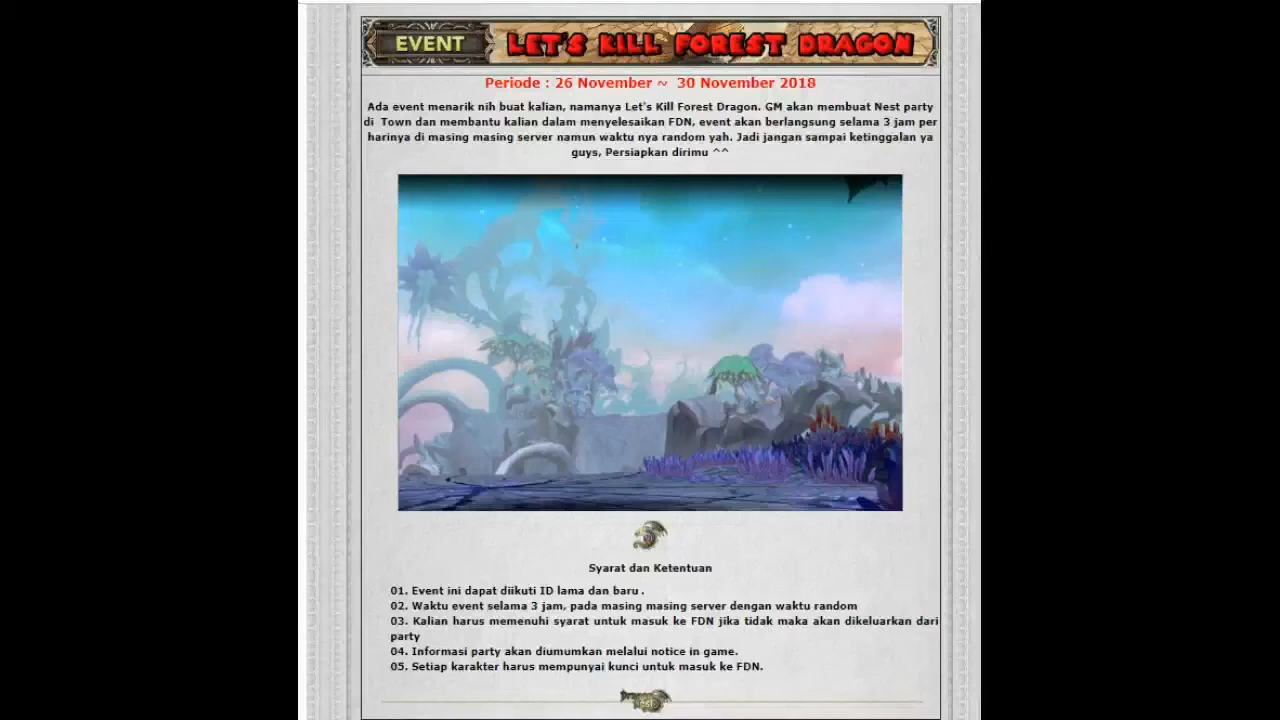 EVENT LET'S KILL FOREST DRAGON
Periode : 26 November ~ 30 November 2018
Ada event menarik nih buat kalian, namanya Let's Kill Forest Dragon. GM akan membuat Nest party
di Town dan membantu kalian dalam menyelesaikan FDN, event akan berlangsung selama 3 jam per
harinya di masing masing server namun waktu nya random yah. Jadi jangan sampai ketinggalan ya
guys, Persiapkan dirimu ^^
Syarat dan Ketentuan
01. Event ini dapat diikuti ID lama dan baru .
02. Waktu event selama 3 jam, pada masing masing server dengan waktu random
03. Kalian harus memenuhi syarat untuk masuk ke FDN jika tidak maka akan dikeluarkan dari
party
04. Informasi party akan diumumkan melalui notice in game.
05. Setiap karakter harus mempunyai kunci untuk masuk ke FDN.